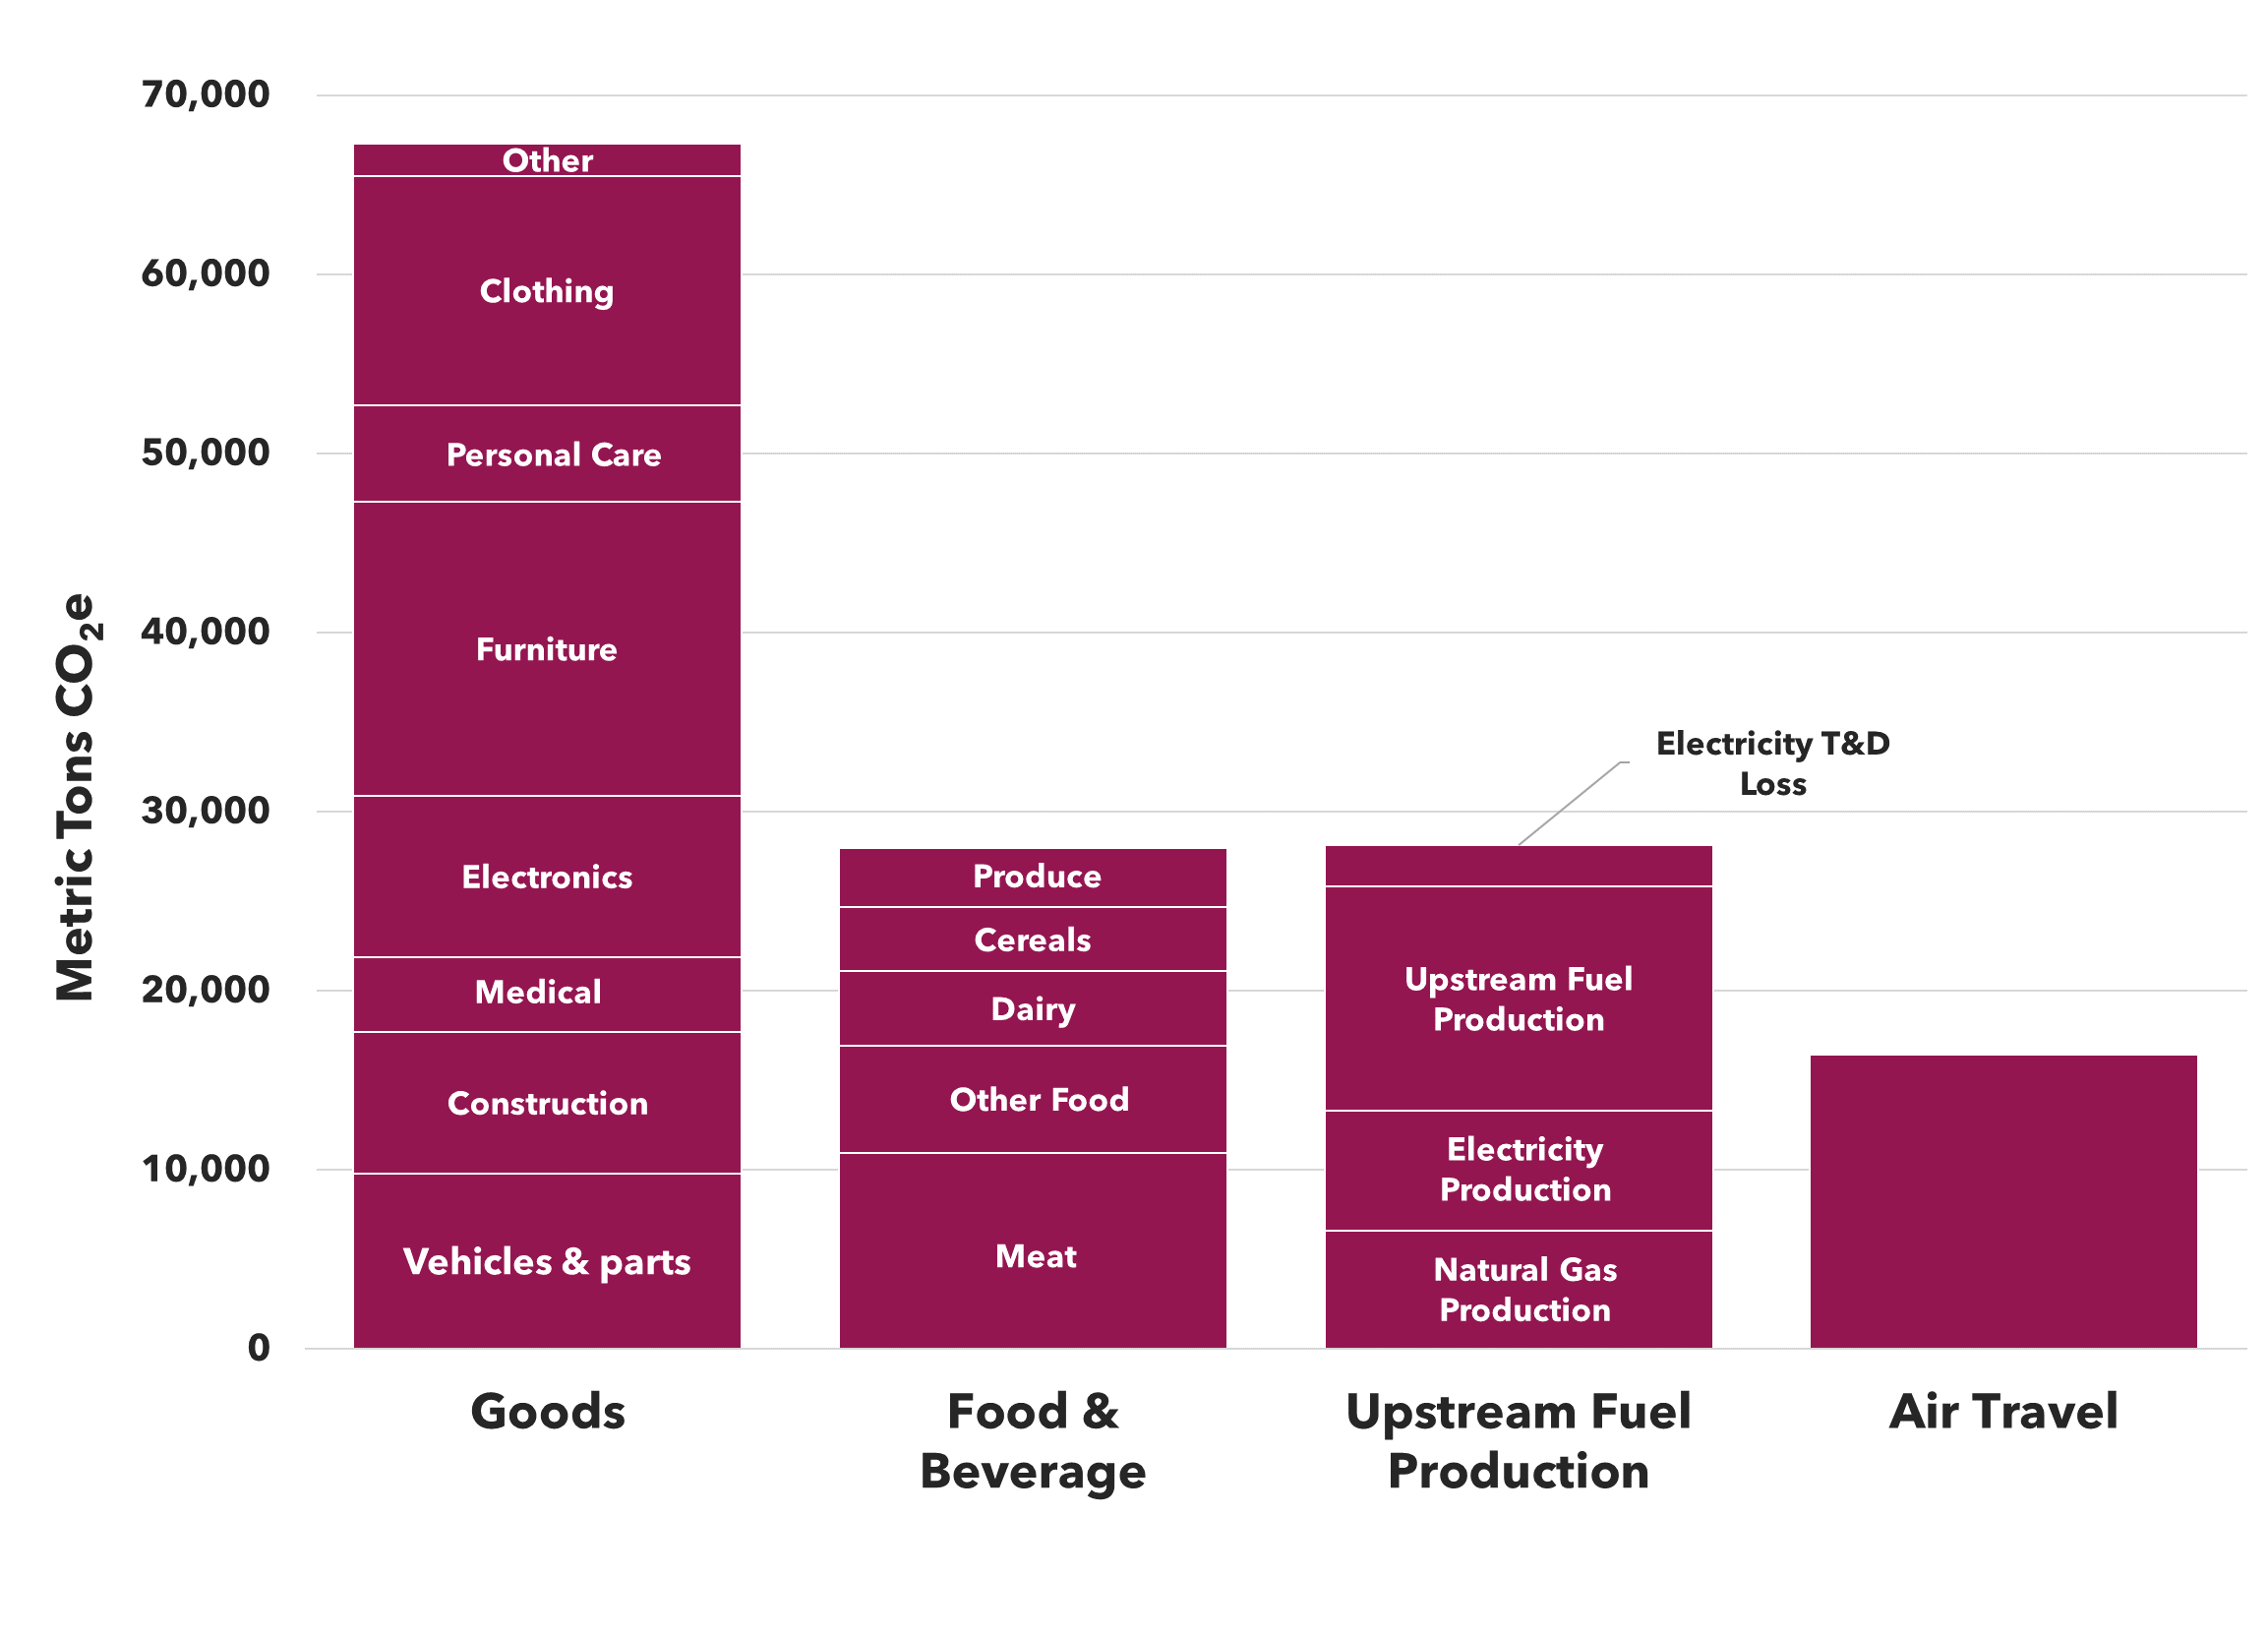 70,000
60,000
50,000
40,000
30,000
20,000
10,000
0
Metric Tons CO₂e
Other
Clothing
Personal Care
Furniture
Electronics
Medical
Construction
Vehicles & parts
Produce
Cereals
Dairy
Other Food
Meat
Electricity T&D
Loss
Upstream Fuel
Production
Electricity
Production
Natural Gas
Production
Goods
Food &
Beverage
Upstream Fuel
Production
Air Travel